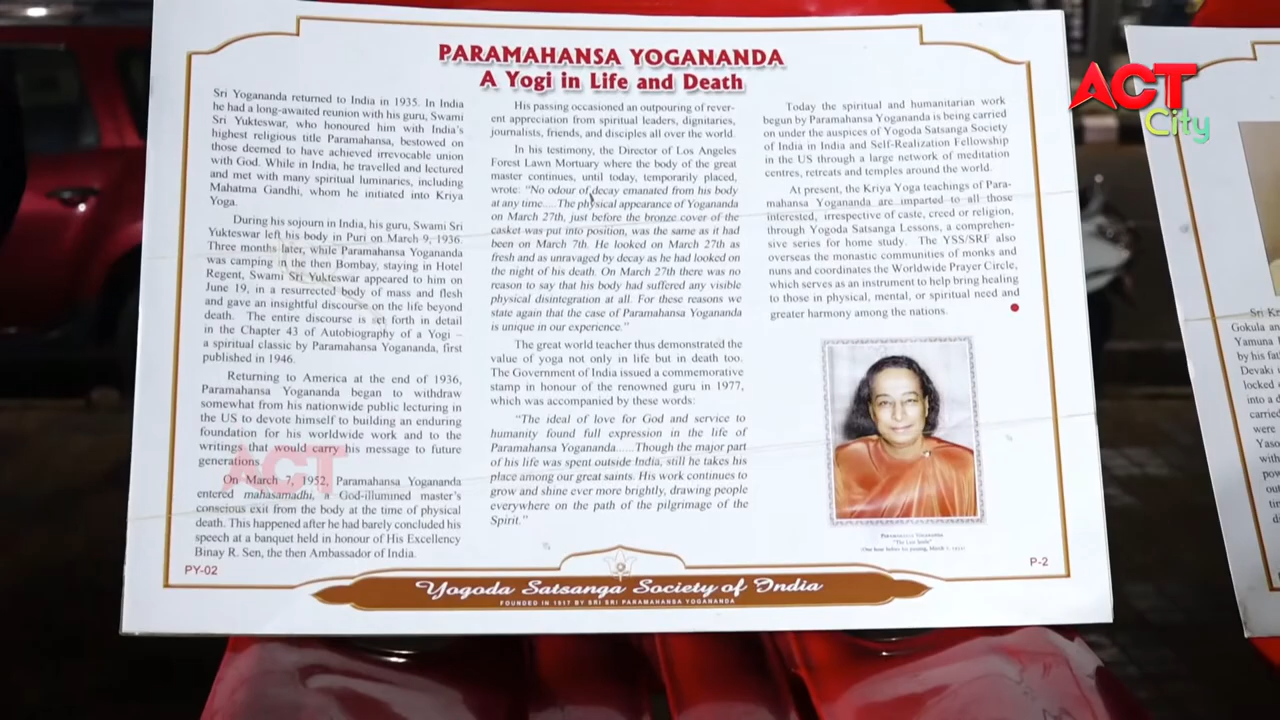 PARAMAHANSA YOGANANDA
A Yogi in Life and Death
Sri Yogananda returned to India in 1935. In India
he had a long-awaited reunion with his guru, Swami
Sri Yukteswar, who honoured him with India's
highest religious title Paramahansa, bestowed on
those deemed to have achieved irrevocable union
with God. While in India, he travelled and lectured
and met with many spiritual luminaries, including
Mahatma Gandhi, whom he initiated into Kriya
Yoga.
During his sojourn in India, his guru, Swami Sri
Yukteswar left his body in Puri on March 9, 1936.
Three months later, while Paramahansa Yogananda
was camping in the then Bombay, staying in Hotel
Regent, Swami Sri Yukteswar appeared to him on
June 19, in a resurrected body of mass and flesh
and gave an insightful discourse on the life beyond
death. The entire discourse is set forth in detail
in the Chapter 43 of Autobiography of a Yogi –
a spiritual classic by Paramahansa Yogananda, first
published in 1946.
Returning to America at the end of 1936,
Paramahansa Yogananda began to withdraw
somewhat from his nationwide public lecturing in
the US to devote himself to building an enduring
foundation for his worldwide work and to the
writings that would carry his message to future
generations.
On March 7, 1952, Paramahansa Yogananda
entered mahasamadhi, a God-illumined master's
conscious exit from the body at the time of physical
death. This happened after he had barely concluded his
speech at a banquet held in honour of His Excellency
Binay R. Sen, the then Ambassador of India.
PY-02
His passing occasioned an outpouring of rever-
ent appreciation from spiritual leaders, dignitaries,
journalists, friends, and disciples all over the world.
In his testimony, the Director of Los Angeles
Forest Lawn Mortuary where the body of the great
master continues, until today, temporarily placed,
wrote: "No odour of decay emanated from his body
at any time.... The physical appearance of Yogananda
on March 27th, just before the bronze cover of the
casket was put into position, was the same as it had
been on March 7th. He looked on March 27th as
fresh and as unravaged by decay as he had looked on
the night of his death. On March 27th there was no
reason to say that his body had suffered any visible
physical disintegration at all. For these reasons we
state again that the case of Paramahansa Yogananda
is unique in our experience."
The great world teacher thus demonstrated the
value of yoga not only in life but in death too.
The Government of India issued a commemorative
stamp in honour of the renowned guru in 1977,
which was accompanied by these words:
"The ideal of love for God and service to
humanity found full expression in the life of
Paramahansa Yogananda.....Though the major part
of his life was spent outside India, still he takes his
place among our great saints. His work continues to
grow and shine ever more brightly, drawing people
everywhere on the path of the pilgrimage of the
Spirit."
Today the spiritual and humanitarian work
begun by Paramahansa Yogananda is being carried
on under the auspices of Yogoda Satsanga Society
of India in India and Self-Realization Fellowship
in the US through a large network of meditation
centres, retreats and temples around the world.
At present, the Kriya Yoga teachings of Para-
mahansa Yogananda are imparted to all those
interested, irrespective of caste, creed or religion,
through Yogoda Satsanga Lessons, a comprehen-
sive series for home study. The YSS/SRF also
overseas the monastic communities of monks and
nuns and coordinates the Worldwide Prayer Circle,
which serves as an instrument to help bring healing
to those in physical, mental, or spiritual need and
greater harmony among the nations.
Paramahansa Yogananda
"The Last Smile"
(One hour before his passing, March 7, 1952)
P-2
Yogoda Satsanga Society of India
FOUNDED IN 1917 BY SRI SRI PARAMAHANSA YOGANANDA
ACT
City
ACT
Gokula an
Yamuna
by his fat
Devaki
locked
into a d
carried
were
Yaso
with